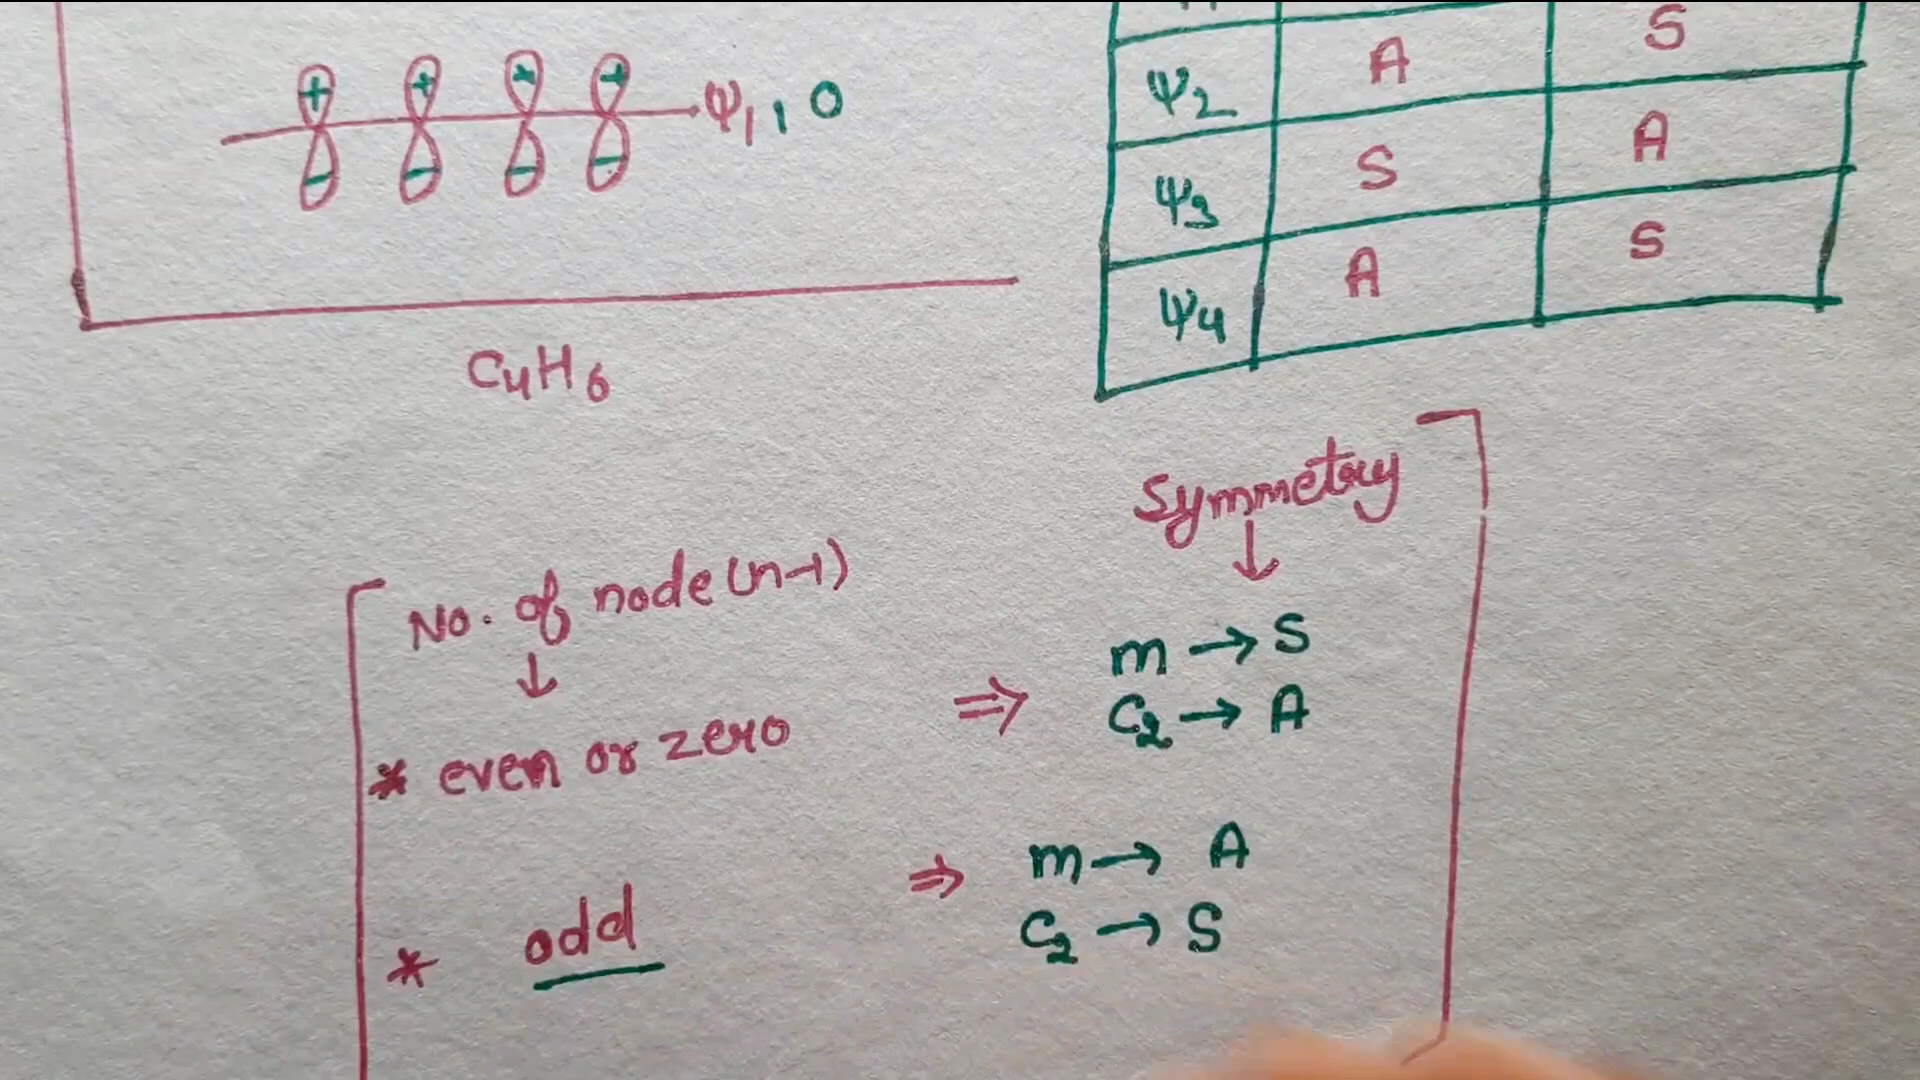 + + + + ψ1, 0
- - - -
C4H6
S
ψ2 A
ψ3 S A
ψ4 A S
Symmetry
↓
No. of node (n-1)
↓
* even or zero ⇒ m → S
C2 → A
* odd ⇒ m → A
C2 → S